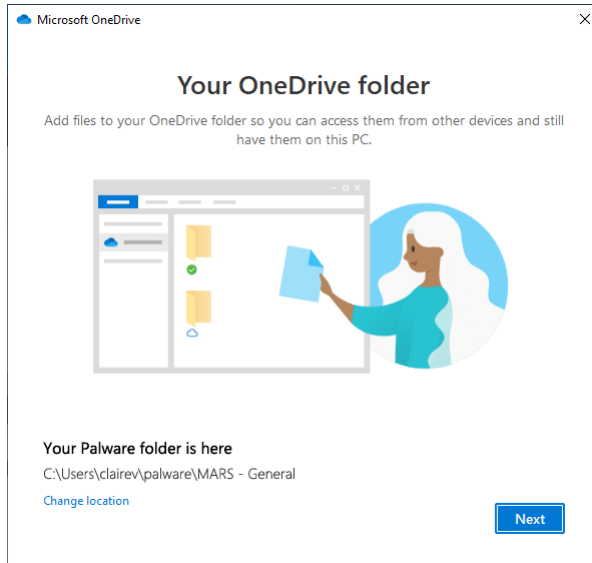 Microsoft OneDrive
Your OneDrive folder
Add files to your OneDrive folder so you can access them from other devices and still
have them on this PC.
Your Palware folder is here
C:\Users\clairev\palware\MARS - General
Change location
Next